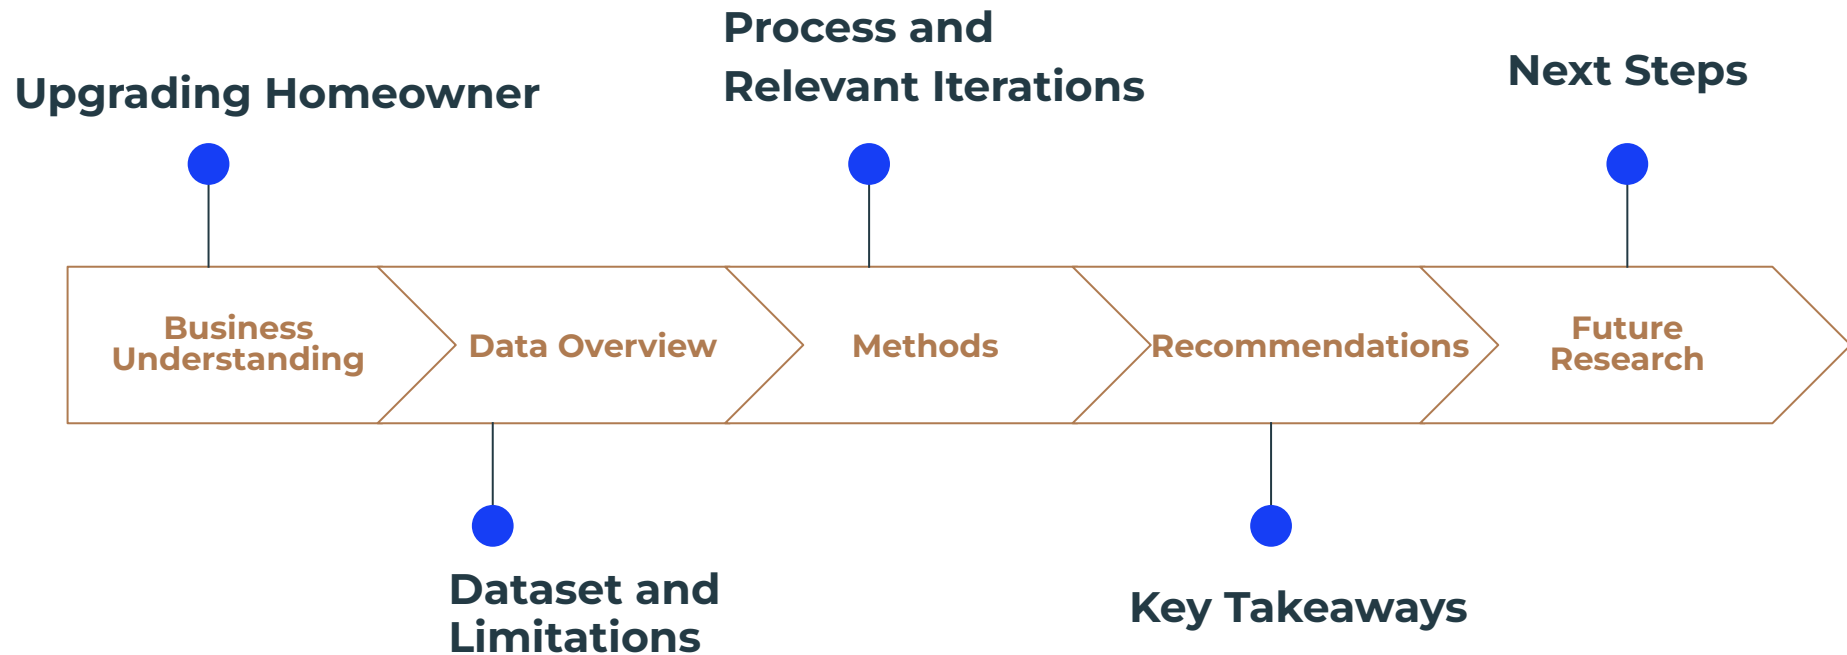 Process and
Relevant Iterations
Next Steps
Upgrading Homeowner
Business
Understanding
Data Overview
Methods
Recommendations
Future
Research
Dataset and
Limitations
Key Takeaways